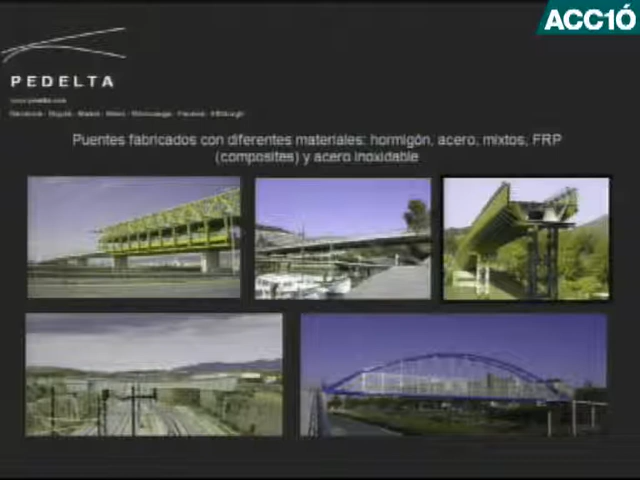 ACC1Ó
PEDELTA
Puentes fabricados con diferentes materiales: hormigón, acero, mixtos, FRP
(composites) y acero inoxidable